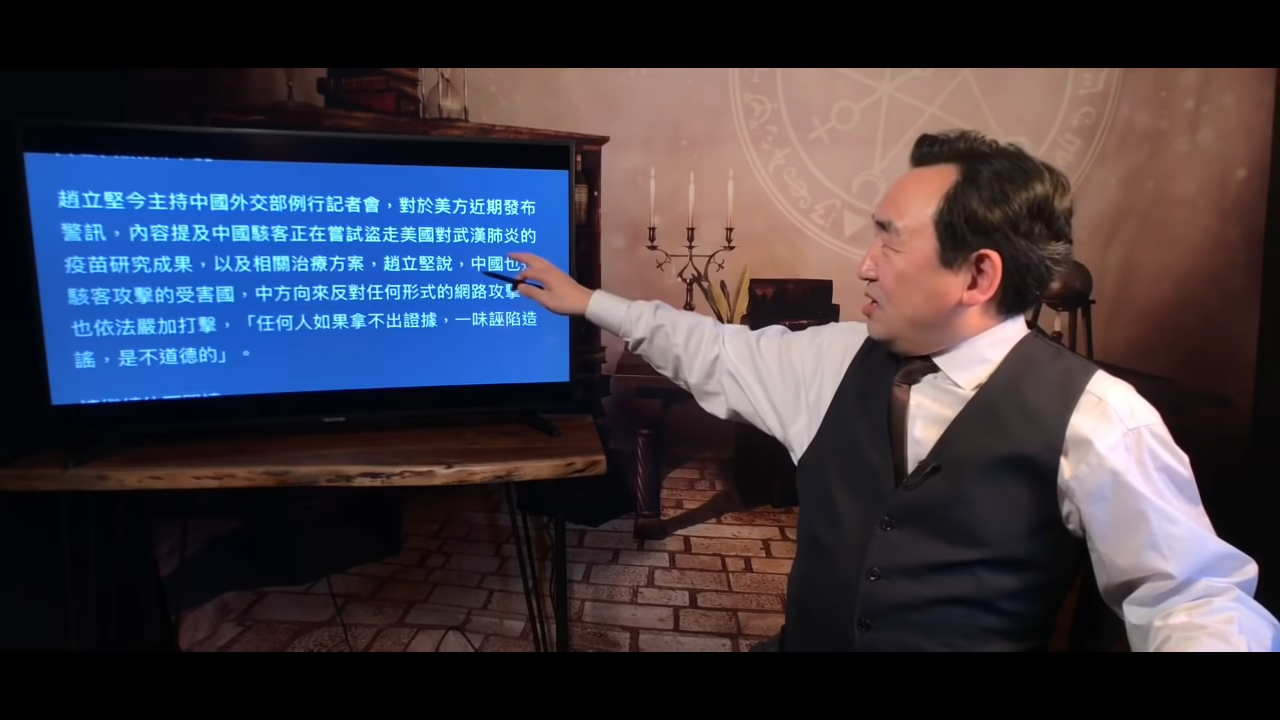 趙立堅今主持中國外交部例行記者會，對於美方近期發布
警訊，內容提及中國駭客正在嘗試盜走美國對武漢肺炎的
疫苗研究成果，以及相關治療方案，趙立堅說，中國也
駭客攻擊的受害國，中方向來反對任何形式的網路攻擊
也依法嚴加打擊，「任何人如果拿不出證據，一味誣陷造
謠，是不道德的」。